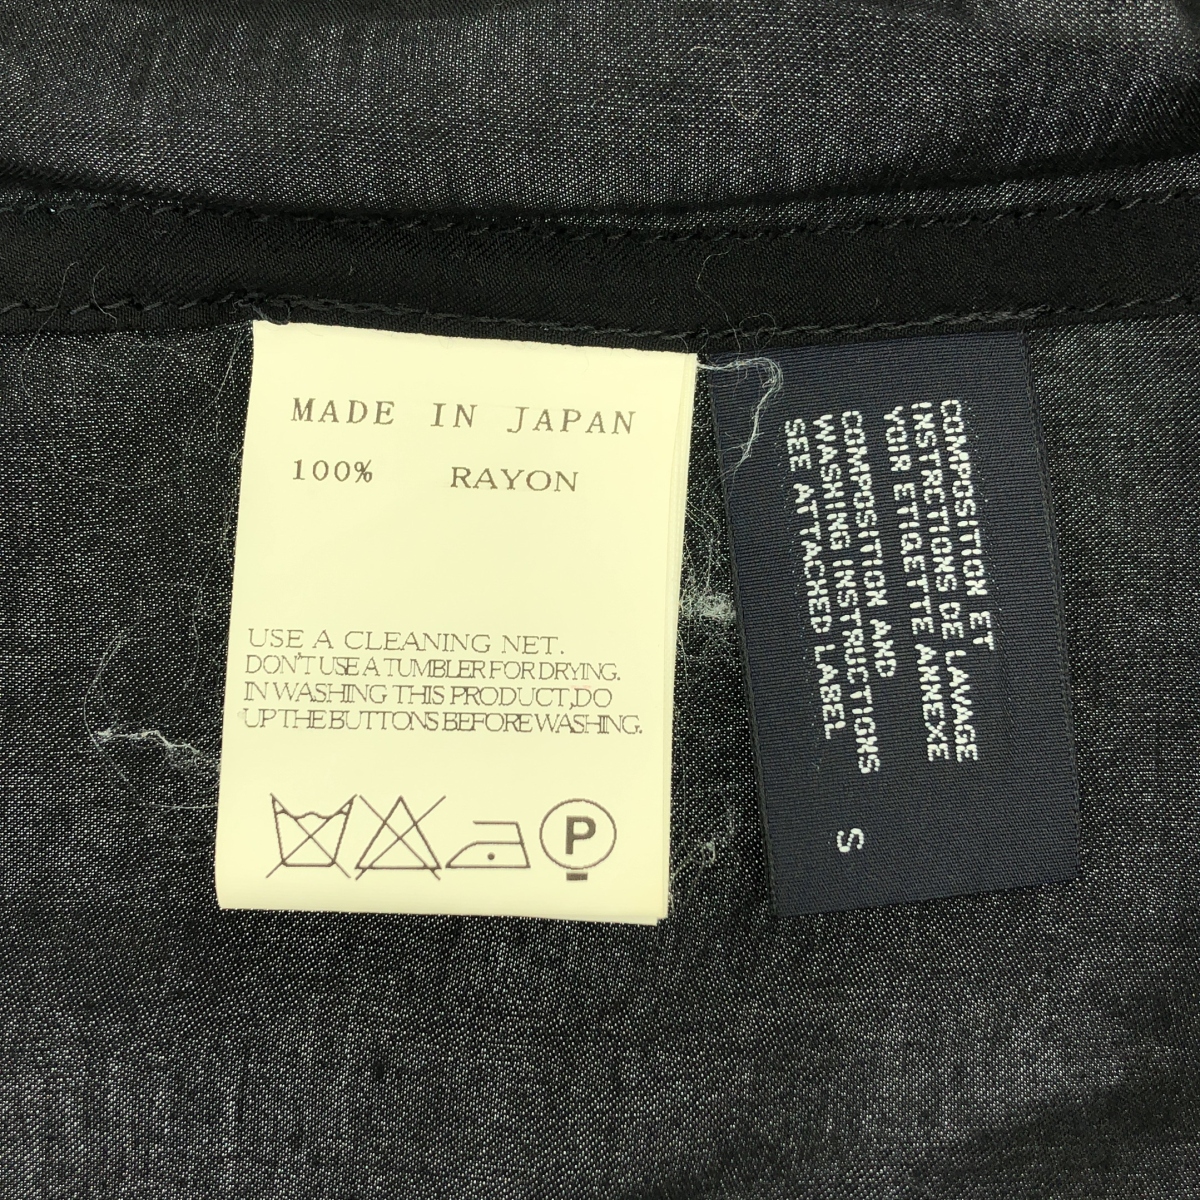 MADE IN JAPAN
100% RAYON
USE A CLEANING NET.
DON'T USE A TUMBLER FOR DRYING.
IN WASHING THIS PRODUCT,DO
UP THE BUTTONS BEFORE WASHING.
P
COMPOSITION ET
INSTRCTIONS DE LAVAGE
VOIR ETIQETTE ANNEXE
COMPOSITION AND
WASHING INSTRUCTIONS
SEE ATTACHED LABEL
S